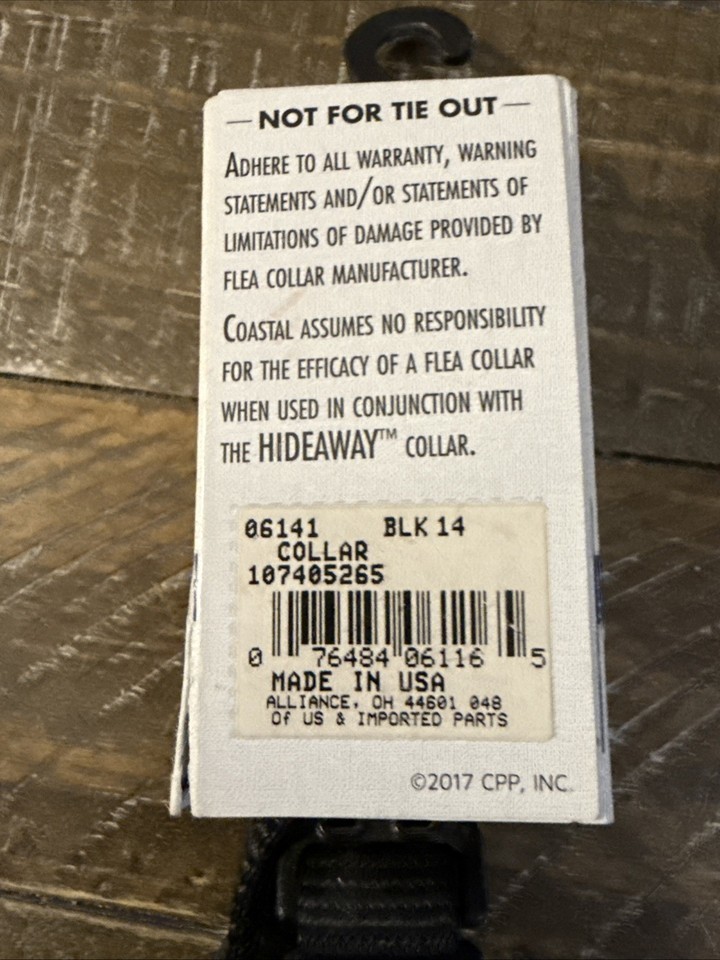 — NOT FOR TIE OUT —
ADHERE TO ALL WARRANTY, WARNING
STATEMENTS AND/OR STATEMENTS OF
LIMITATIONS OF DAMAGE PROVIDED BY
FLEA COLLAR MANUFACTURER.
COASTAL ASSUMES NO RESPONSIBILITY
FOR THE EFFICACY OF A FLEA COLLAR
WHEN USED IN CONJUNCTION WITH
THE HIDEAWAY™ COLLAR.
06141 BLK 14
COLLAR
107405265
0 76484 06116 5
MADE IN USA
ALLIANCE, OH 44601 048
Of US & IMPORTED PARTS
©2017 CPP, INC.